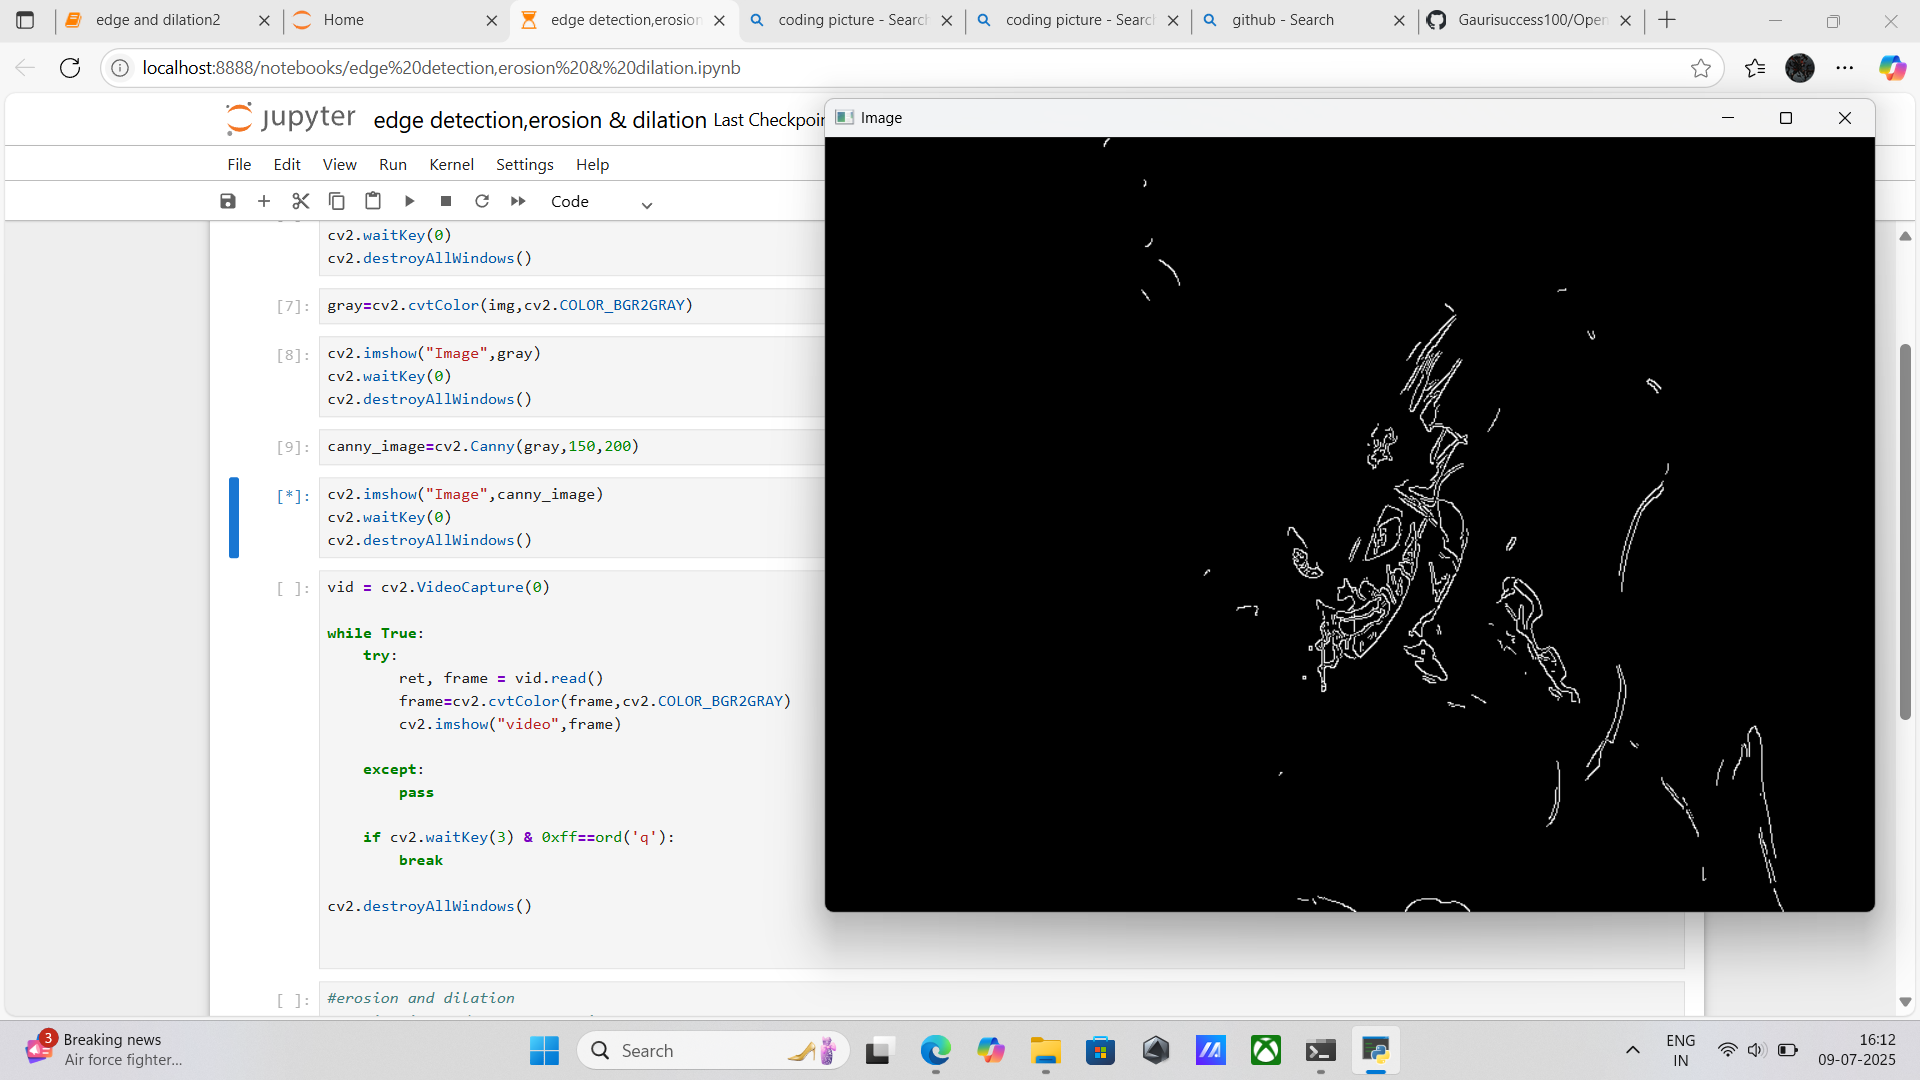 edge and dilation2
Home
edge detection,erosion
coding picture - Search
coding picture - Search
github - Search
Gaurisuccess100/Open
localhost:8888/notebooks/edge%20detection,erosion%20&%20dilation.ipynb
jupyter edge detection,erosion & dilation Last Checkpoin
Image
File Edit View Run Kernel Settings Help
Code
cv2.waitKey(0)
cv2.destroyAllWindows()
[7]: gray=cv2.cvtColor(img,cv2.COLOR_BGR2GRAY)
[8]: cv2.imshow("Image",gray)
cv2.waitKey(0)
cv2.destroyAllWindows()
[9]: canny_image=cv2.Canny(gray,150,200)
[*]: cv2.imshow("Image",canny_image)
cv2.waitKey(0)
cv2.destroyAllWindows()
[ ]: vid = cv2.VideoCapture(0)
while True:
    try:
        ret, frame = vid.read()
        frame=cv2.cvtColor(frame,cv2.COLOR_BGR2GRAY)
        cv2.imshow("video",frame)
    except:
        pass
    if cv2.waitKey(3) & 0xff==ord('q'):
        break
cv2.destroyAllWindows()
[ ]: #erosion and dilation
3
Breaking news
Air force fighter...
Search
ENG
IN
16:12
09-07-2025